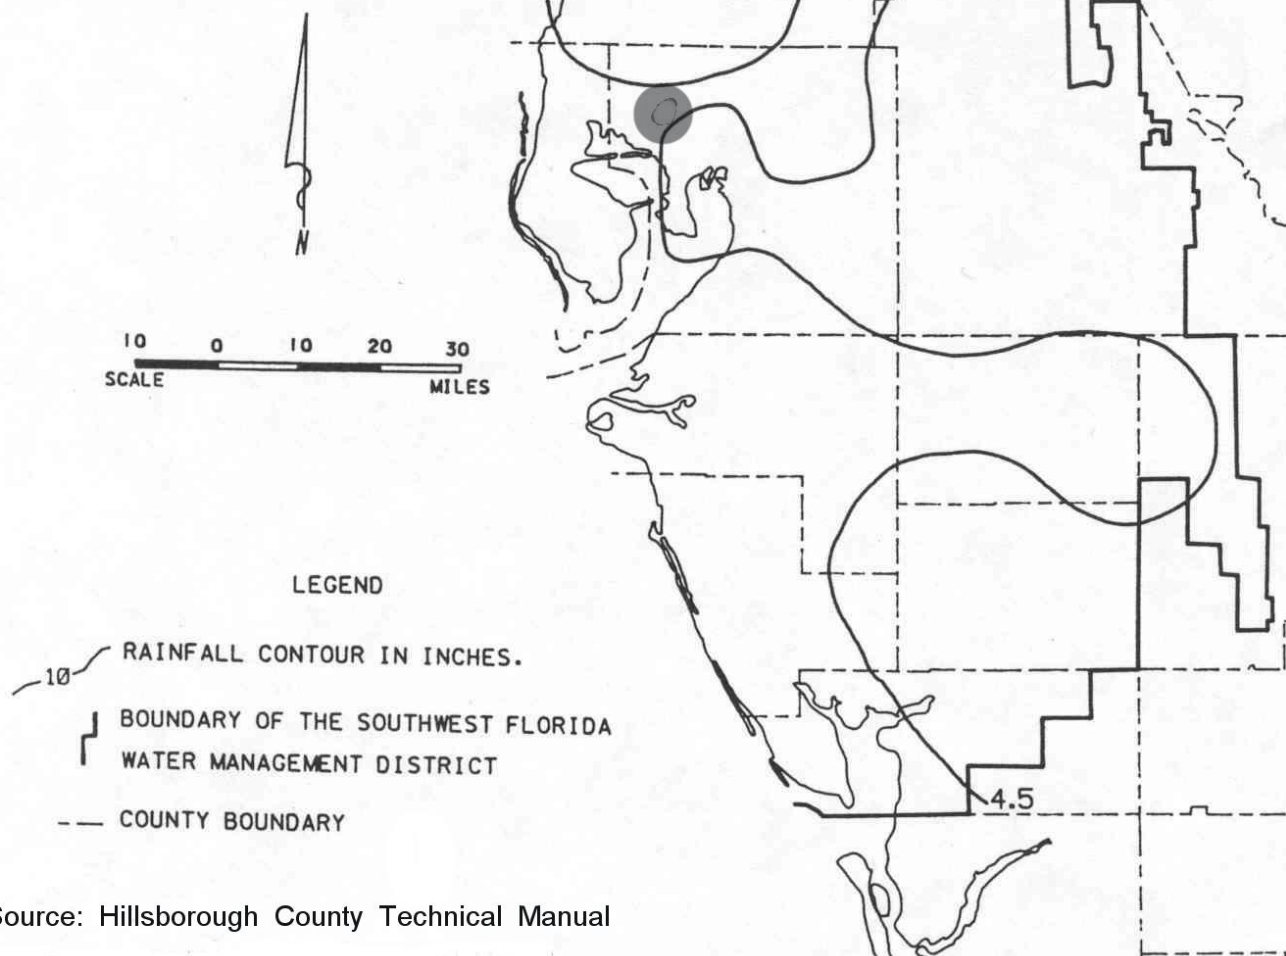 N
10 0 10 20 30
SCALE MILES
LEGEND
10 RAINFALL CONTOUR IN INCHES.
BOUNDARY OF THE SOUTHWEST FLORIDA
WATER MANAGEMENT DISTRICT
COUNTY BOUNDARY
4.5
Source: Hillsborough County Technical Manual